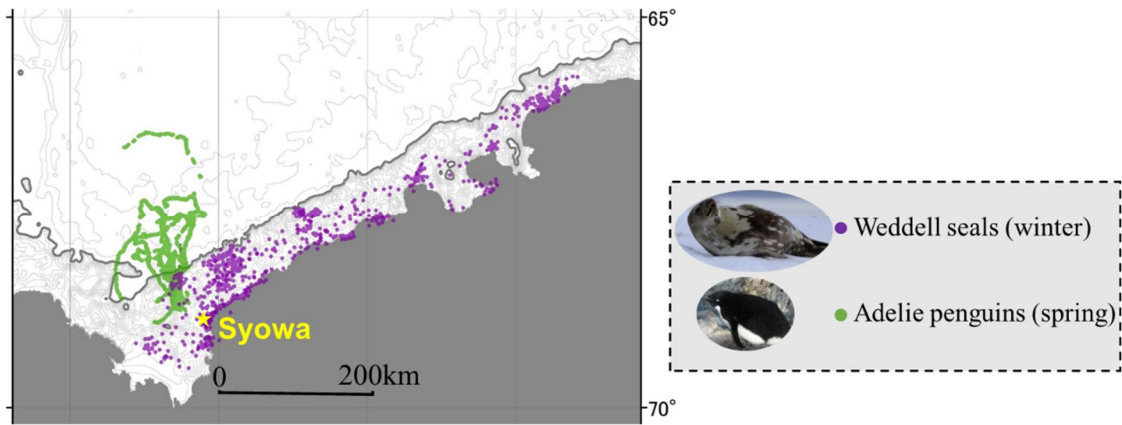 65°
Weddell seals (winter)
Adelie penguins (spring)
Syowa
0 200km
70°